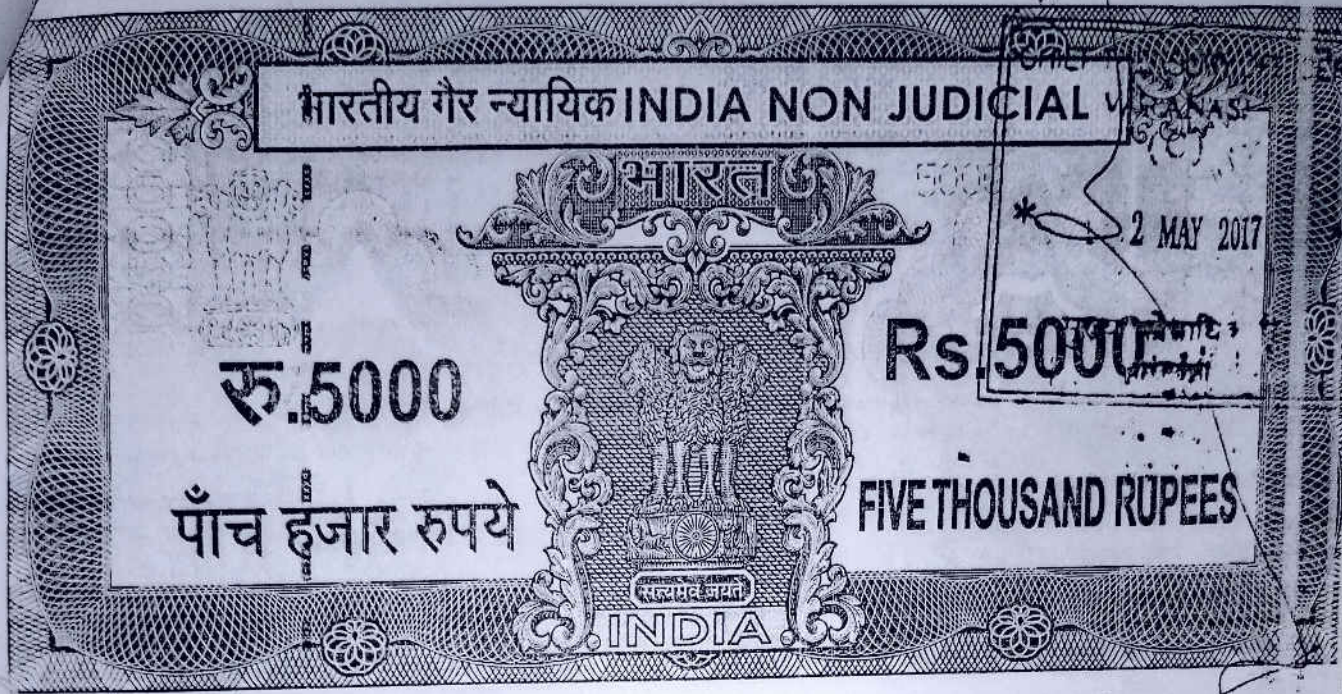 भारतीय गैर न्यायिक INDIA NON JUDICIAL
भारत
5000
* 2 MAY 2017
रु.5000
Rs.5000
पाँच हजार रुपये
FIVE THOUSAND RUPEES
सत्यमेव जयते
INDIA